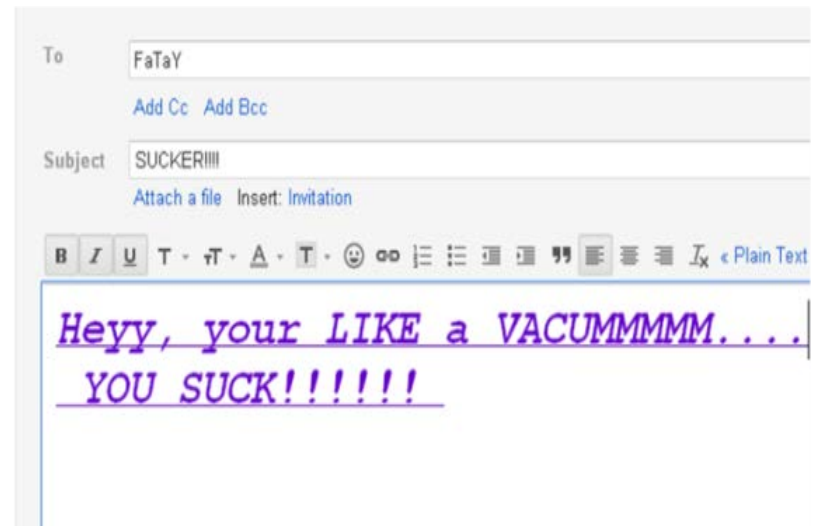 To FaTaY
Add Cc Add Bcc
Subject SUCKER!!!!
Attach a file Insert: Invitation
B I U T T A T « Plain Text
Heyy, your LIKE a VACUMMMMM....
YOU SUCK!!!!!!